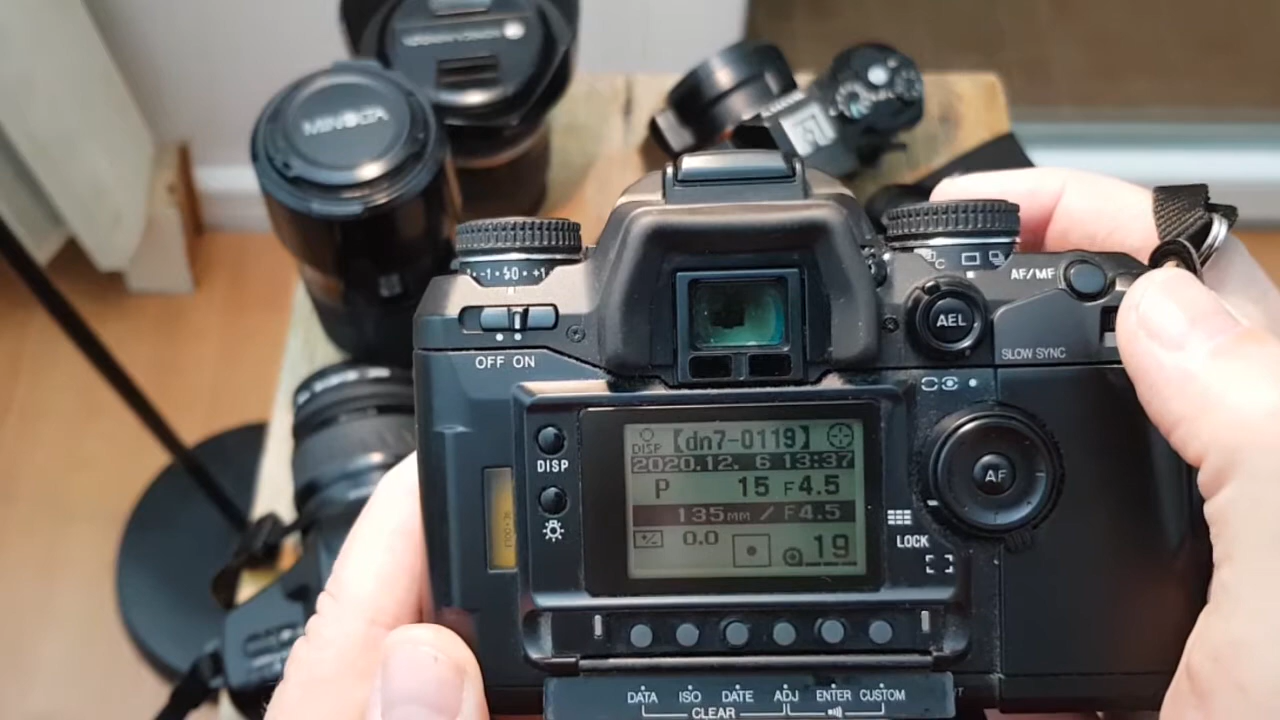 MINOLTA
-1 0 +1
C
AF/MF
AEL
SLOW SYNC
OFF ON
DISP
【dn7-0119】
2020.12. 6 13:37
P 15 F4.5
135mm / F4.5
0.0 19
DISP
AF
LOCK
DATA ISO DATE ADJ ENTER CUSTOM
CLEAR